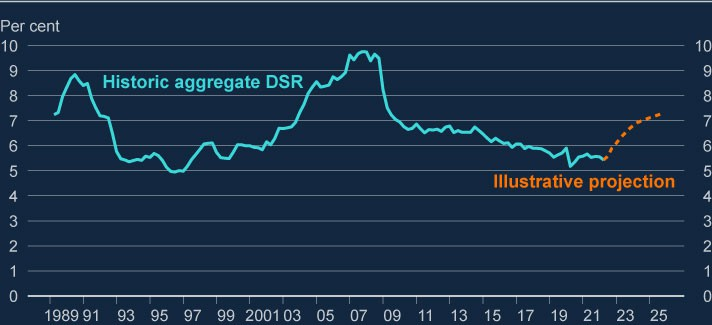 Per cent
10 10
9 9
8 8
7 7
6 6
5 5
4 4
3 3
2 2
1 1
0 0
Historic aggregate DSR
Illustrative projection
1989 91 93 95 97 99 2001 03 05 07 09 11 13 15 17 19 21 23 25